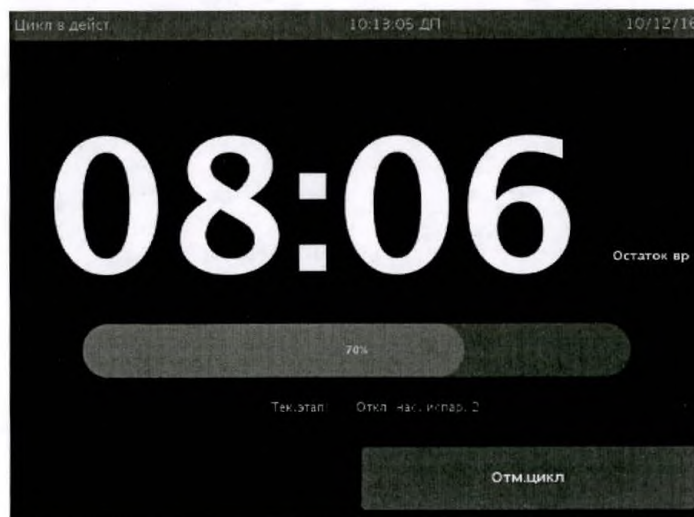 Цикл в дейст. 10:13:05 ДП 10/12/16
08:06
Остаток вр
70%
Тек.этап: Откл. нас. испар. 2
Отм.цикл